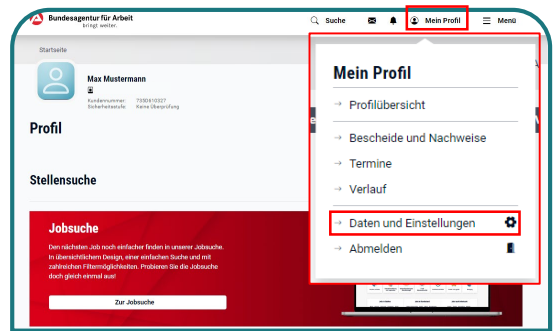 Bundesagentur für Arbeit
bringt weiter.
Suche
Mein Profil
Menü
Startseite
Max Mustermann
Kundennummer: 733D410327
Sicherheitsstufe: Keine Überprüfung
Profil
Stellensuche
Jobsuche
Den nächsten Job noch einfacher finden in unserer Jobsuche.
In übersichtlichem Design, einer einfachen Suche und mit
zahlreichen Filtermöglichkeiten. Probieren Sie die Jobsuche
doch gleich einmal aus!
Zur Jobsuche
Mein Profil
→ Profilübersicht
→ Bescheide und Nachweise
→ Termine
→ Verlauf
→ Daten und Einstellungen
→ Abmelden